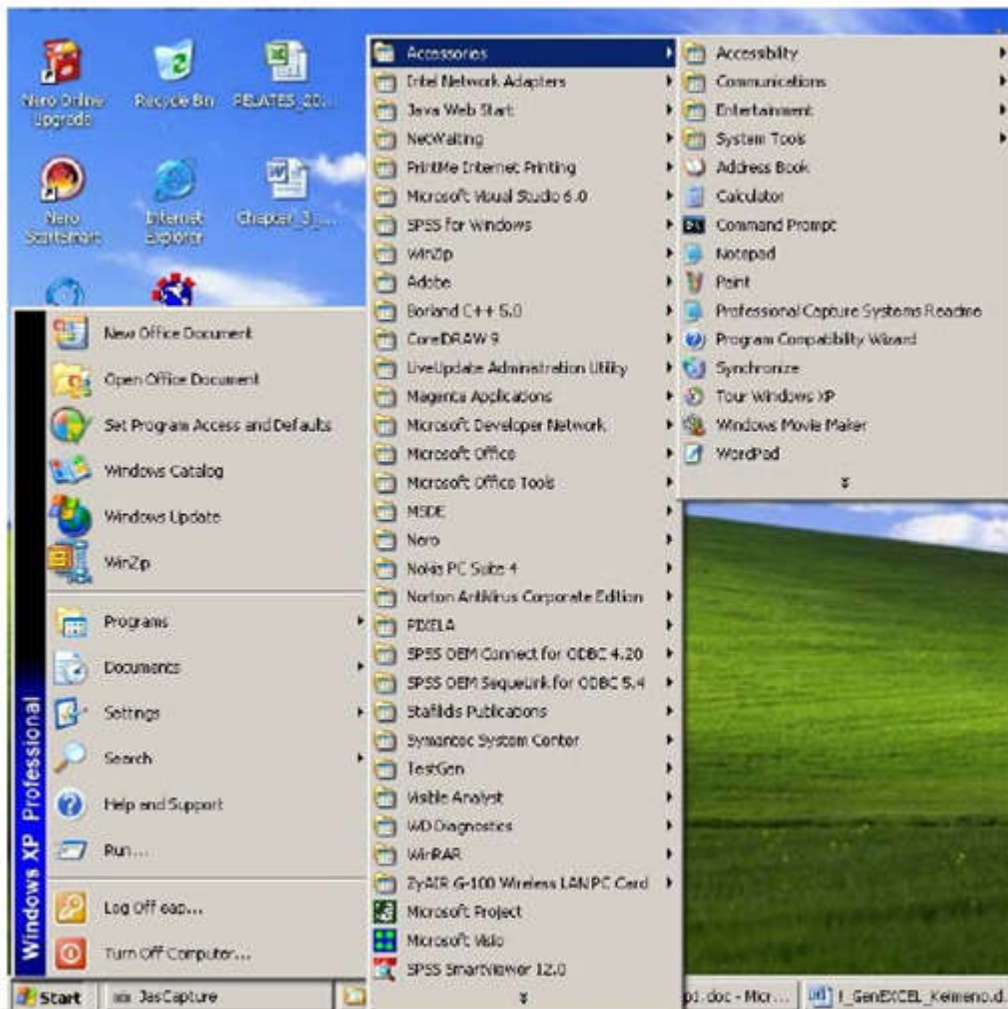 Nero Online
Upgrade
Recycle Bin
RELATES_20...
Nero
StartSmart
Internet
Explorer
Chapter_3_...
New Office Document
Open Office Document
Set Program Access and Defaults
Windows Catalog
Windows Update
WinZip
Programs
Documents
Settings
Search
Help and Support
Run...
Log Off eap...
Turn Off Computer...
Windows XP Professional
Accessories
Intel Network Adapters
Java Web Start
NetWaiting
PrintMe Internet Printing
Microsoft Visual Studio 6.0
SPSS for Windows
WinZip
Adobe
Borland C++ 5.0
CorelDRAW 9
LiveUpdate Administration Utility
Magenta Applications
Microsoft Developer Network
Microsoft Office
Microsoft Office Tools
MSDE
Nero
Nokia PC Suite 4
Norton AntiVirus Corporate Edition
PIXELA
SPSS OEM Connect for ODBC 4.20
SPSS OEM SequeLink for ODBC 5.4
Stafilidis Publications
Symantec System Center
TestGen
Visible Analyst
WD Diagnostics
WinRAR
ZyAIR G-100 Wireless LAN PC Card
Microsoft Project
Microsoft Visio
SPSS SmartViewer 12.0
Accessibility
Communications
Entertainment
System Tools
Address Book
Calculator
Command Prompt
Notepad
Paint
Professional Capture Systems Readme
Program Compatibility Wizard
Synchronize
Tour Windows XP
Windows Movie Maker
WordPad
Start
JasCapture
p1.doc - Micr...
1_GenEXCEL_Keimeno.d.